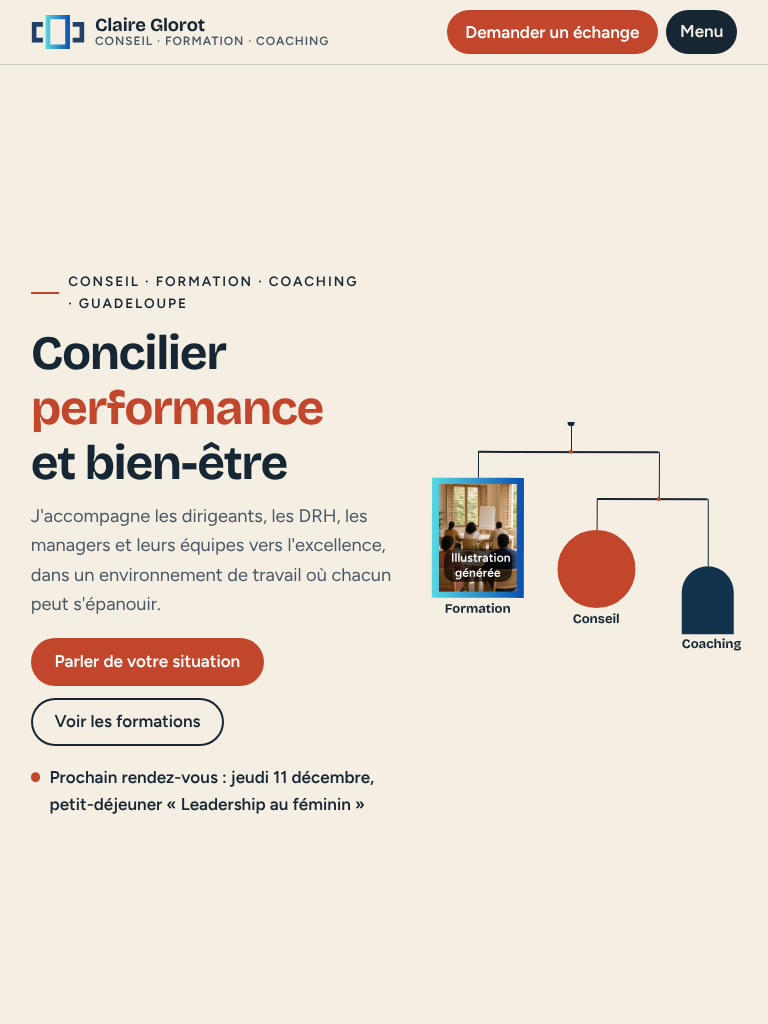 Claire Glorot
CONSEIL · FORMATION · COACHING
Demander un échange
Menu
CONSEIL · FORMATION · COACHING
· GUADELOUPE
Concilier
performance
et bien-être
J'accompagne les dirigeants, les DRH, les
managers et leurs équipes vers l'excellence,
dans un environnement de travail où chacun
peut s'épanouir.
Parler de votre situation
Voir les formations
Prochain rendez-vous : jeudi 11 décembre,
petit-déjeuner « Leadership au féminin »
Illustration
générée
Formation
Conseil
Coaching